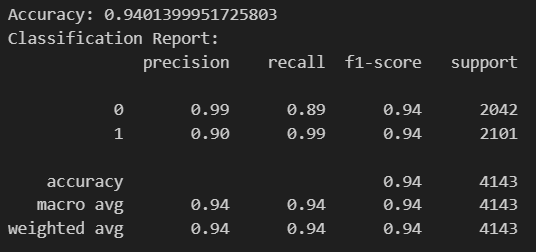 Accuracy: 0.9401399951725803
Classification Report:
precision recall f1-score support
0 0.99 0.89 0.94 2042
1 0.90 0.99 0.94 2101
accuracy 0.94 4143
macro avg 0.94 0.94 0.94 4143
weighted avg 0.94 0.94 0.94 4143